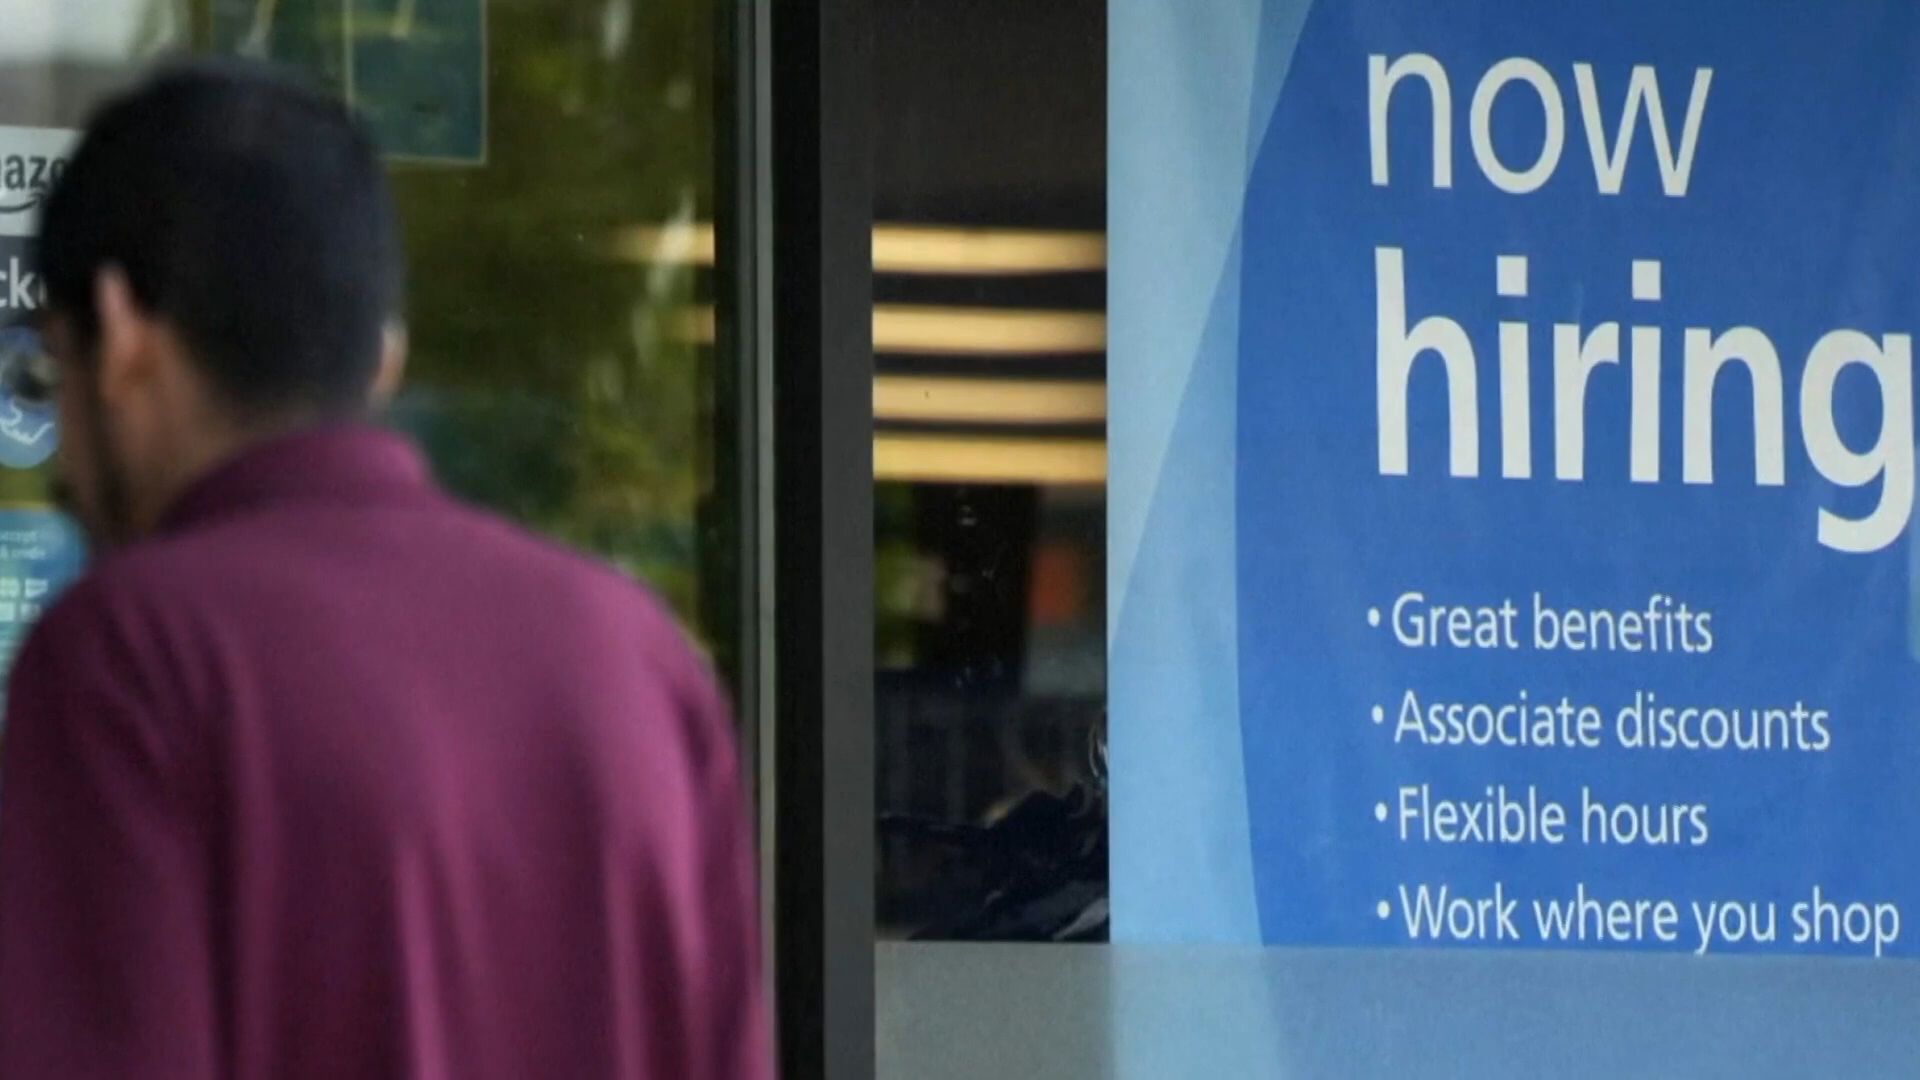 now
hiring
• Great benefits
• Associate discounts
• Flexible hours
• Work where you shop